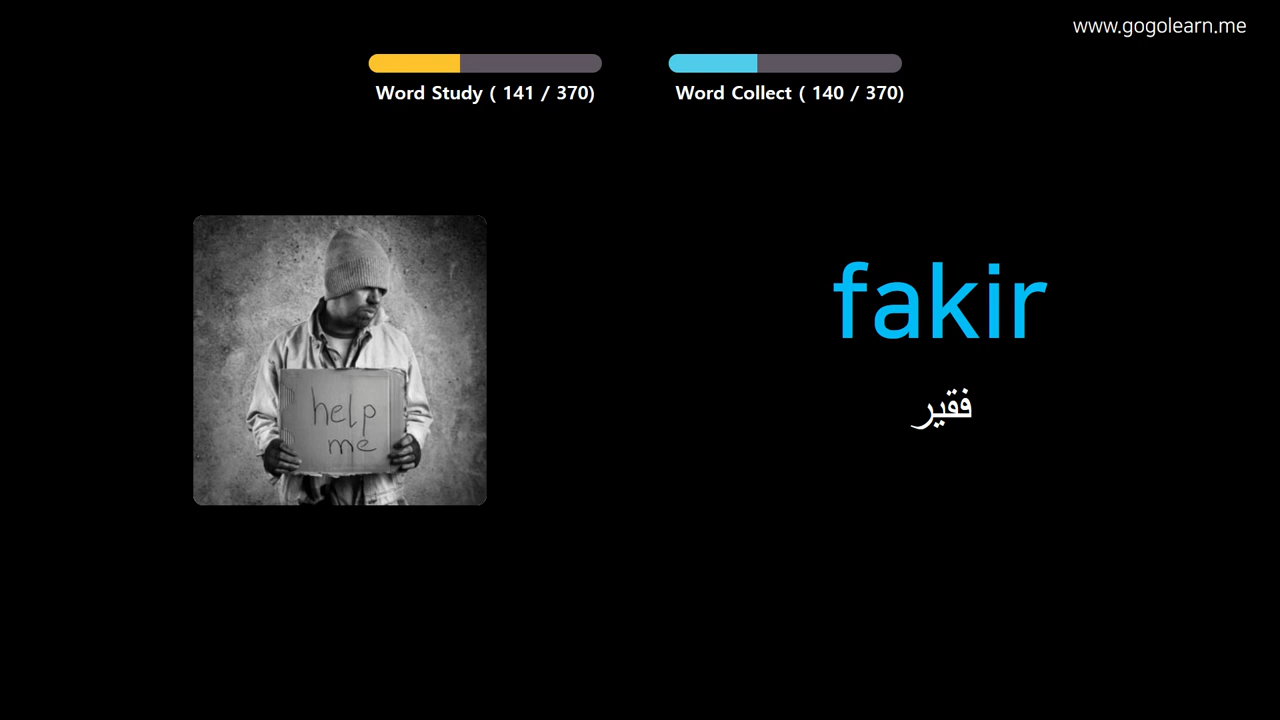 www.gogolearn.me
Word Study ( 141 / 370)
Word Collect ( 140 / 370)
help
me
fakir
فقير